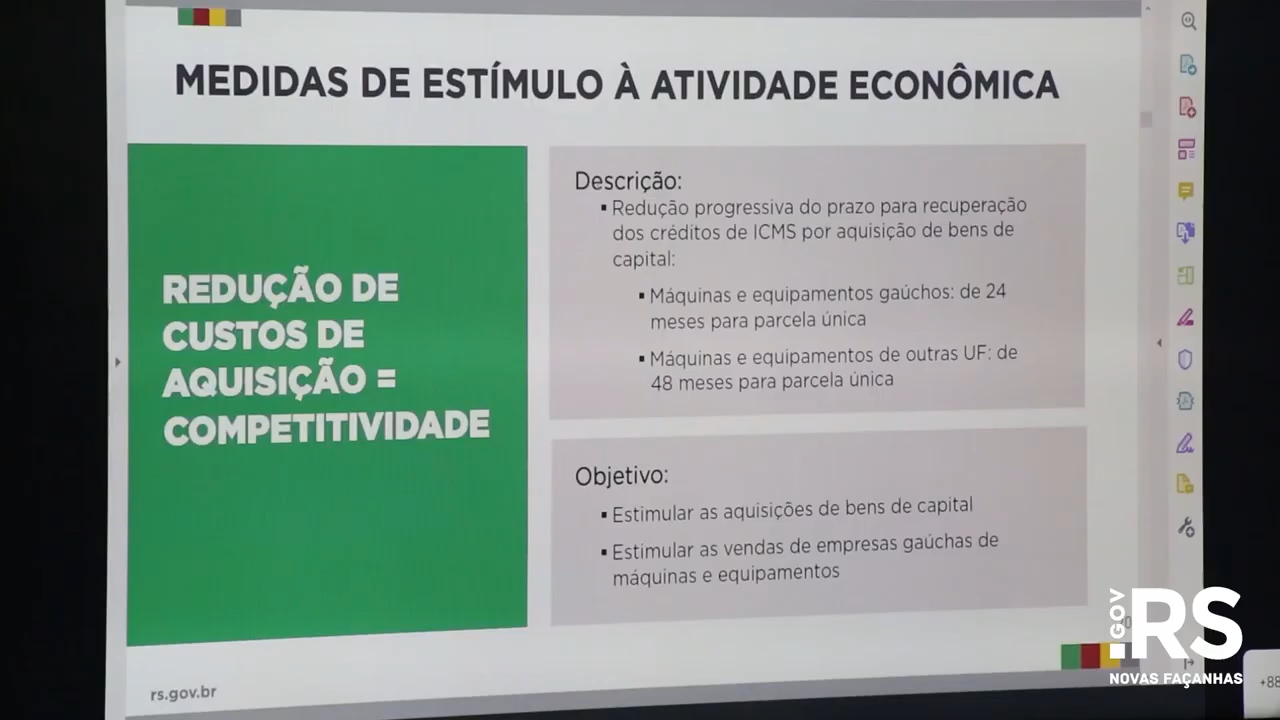 MEDIDAS DE ESTÍMULO À ATIVIDADE ECONÔMICA
REDUÇÃO DE
CUSTOS DE
AQUISIÇÃO =
COMPETITIVIDADE
Descrição:
▪ Redução progressiva do prazo para recuperação
dos créditos de ICMS por aquisição de bens de
capital:
▪ Máquinas e equipamentos gaúchos: de 24
meses para parcela única
▪ Máquinas e equipamentos de outras UF: de
48 meses para parcela única
Objetivo:
▪ Estimular as aquisições de bens de capital
▪ Estimular as vendas de empresas gaúchas de
máquinas e equipamentos
rs.gov.br
.GOV
RS
NOVAS FAÇANHAS